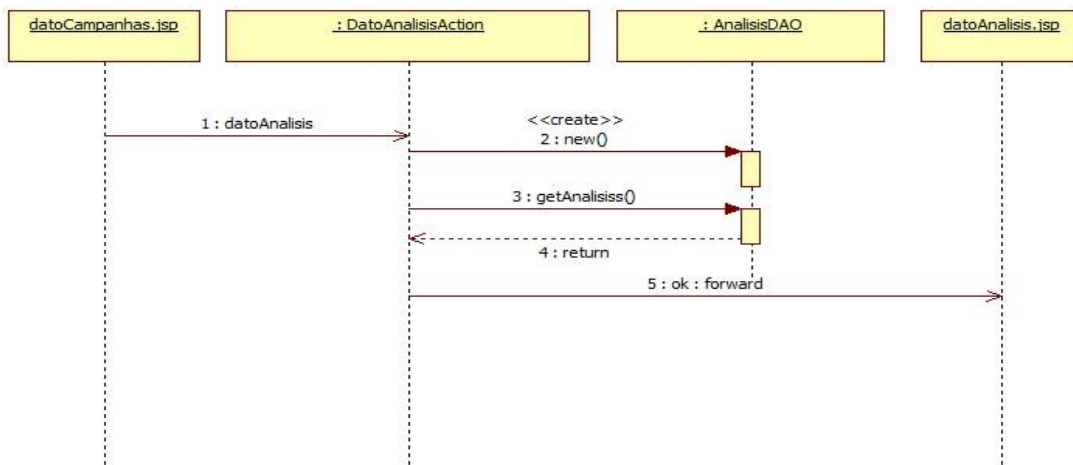 datoCampanhas.jsp
: DatoAnalisisAction
: AnalisisDAO
datoAnalisis.jsp
1 : datoAnalisis
<<create>>
2 : new()
3 : getAnalisiss()
4 : return
5 : ok : forward